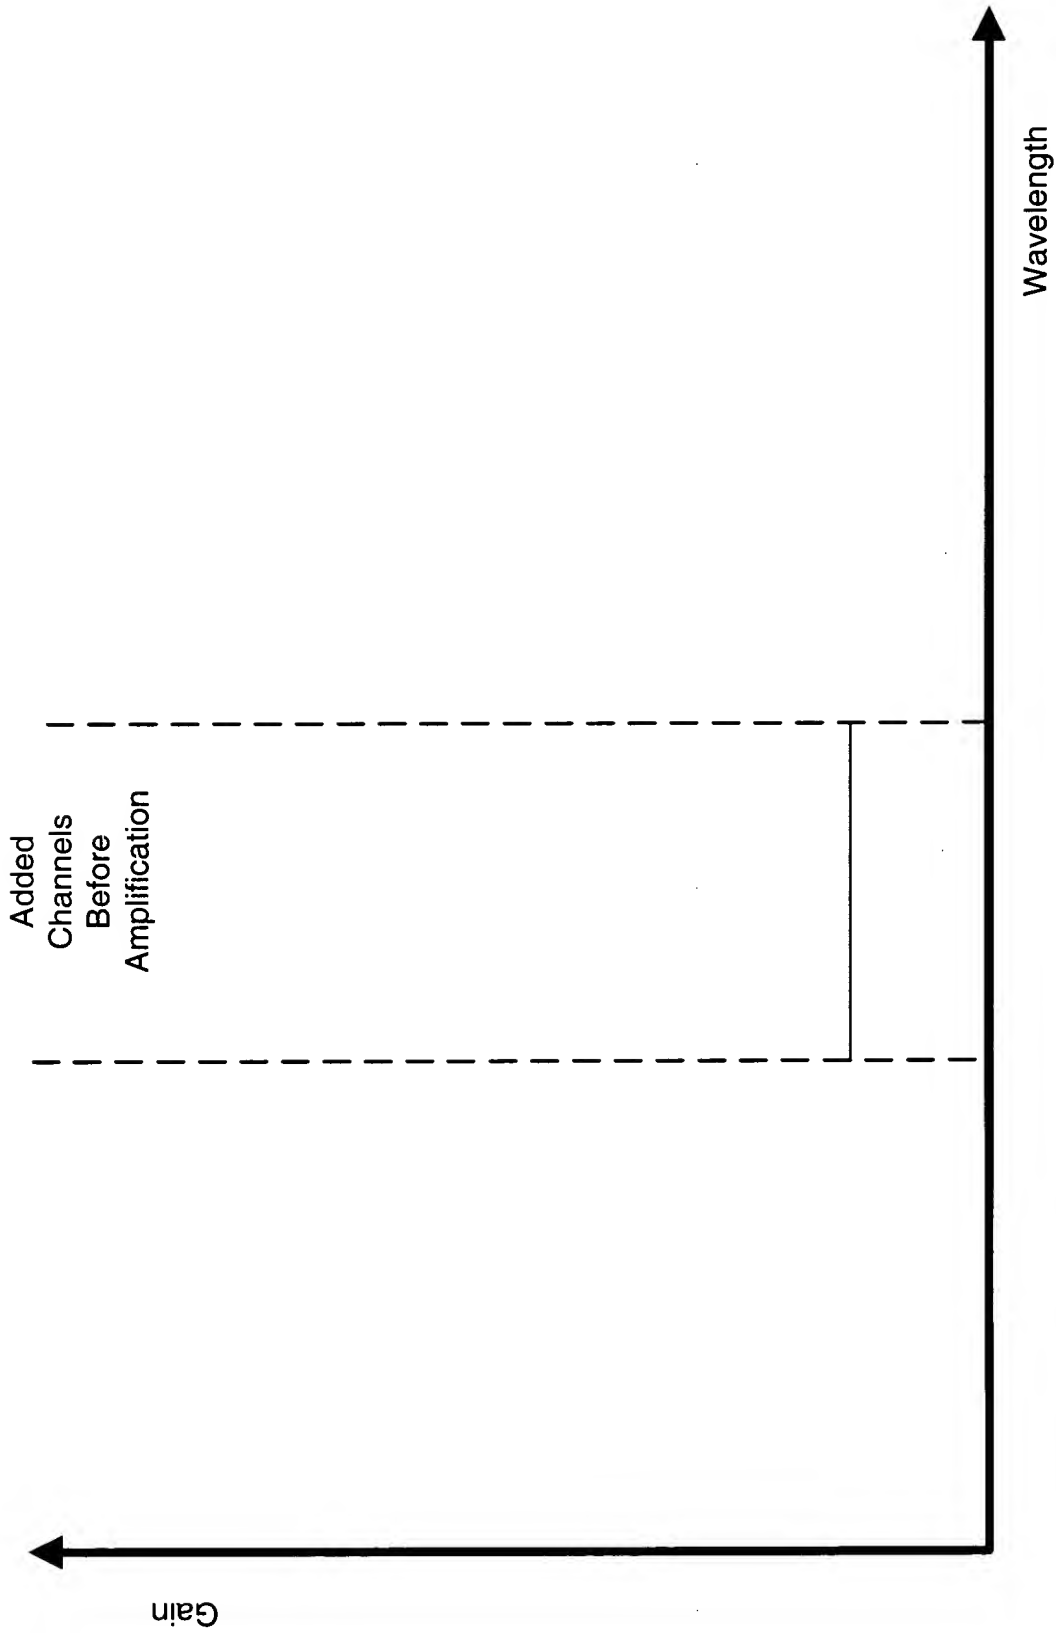 Added
Channels
Before
Amplification
Gain
Wavelength